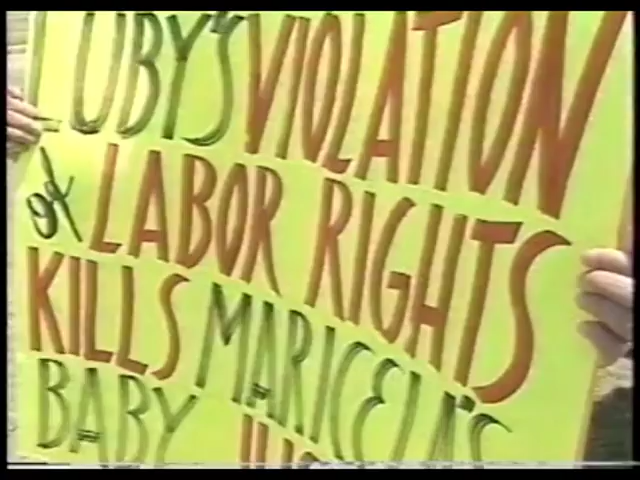 LUBY'S VIOLATION
of LABOR RIGHTS
KILLS MARICELA'S
BABY